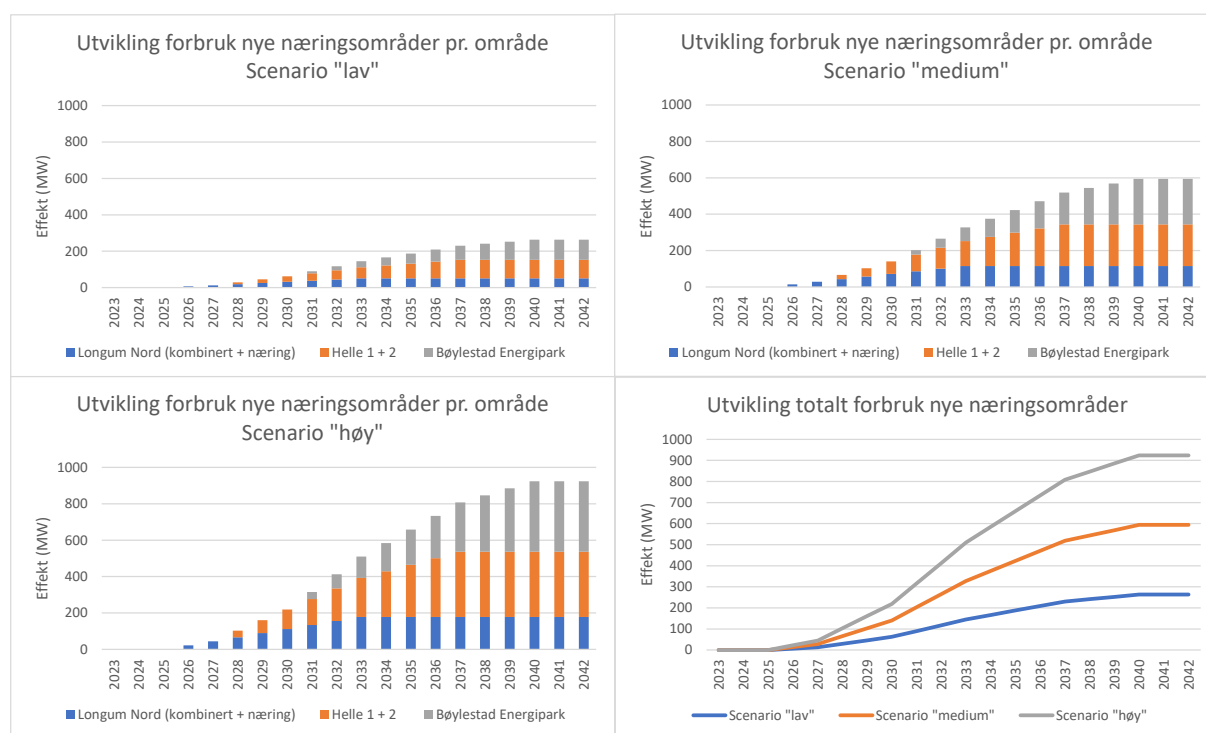 Utvikling forbruk nye næringsområder pr. område
Scenario "lav"
Effekt (MW)
1000
800
600
400
200
0
2023 2024 2025 2026 2027 2028 2029 2030 2031 2032 2033 2034 2035 2036 2037 2038 2039 2040 2041 2042
Longum Nord (kombinert + næring) Helle 1 + 2 Bøylestad Energipark
Utvikling forbruk nye næringsområder pr. område
Scenario "medium"
Effekt (MW)
1000
800
600
400
200
0
2023 2024 2025 2026 2027 2028 2029 2030 2031 2032 2033 2034 2035 2036 2037 2038 2039 2040 2041 2042
Longum Nord (kombinert + næring) Helle 1 + 2 Bøylestad Energipark
Utvikling forbruk nye næringsområder pr. område
Scenario "høy"
Effekt (MW)
1000
800
600
400
200
0
2023 2024 2025 2026 2027 2028 2029 2030 2031 2032 2033 2034 2035 2036 2037 2038 2039 2040 2041 2042
Longum Nord (kombinert + næring) Helle 1 + 2 Bøylestad Energipark
Utvikling totalt forbruk nye næringsområder
Effekt (MW)
1000
900
800
700
600
500
400
300
200
100
0
2023 2024 2025 2026 2027 2028 2029 2030 2031 2032 2033 2034 2035 2036 2037 2038 2039 2040 2041 2042
Scenario "lav" Scenario "medium" Scenario "høy"